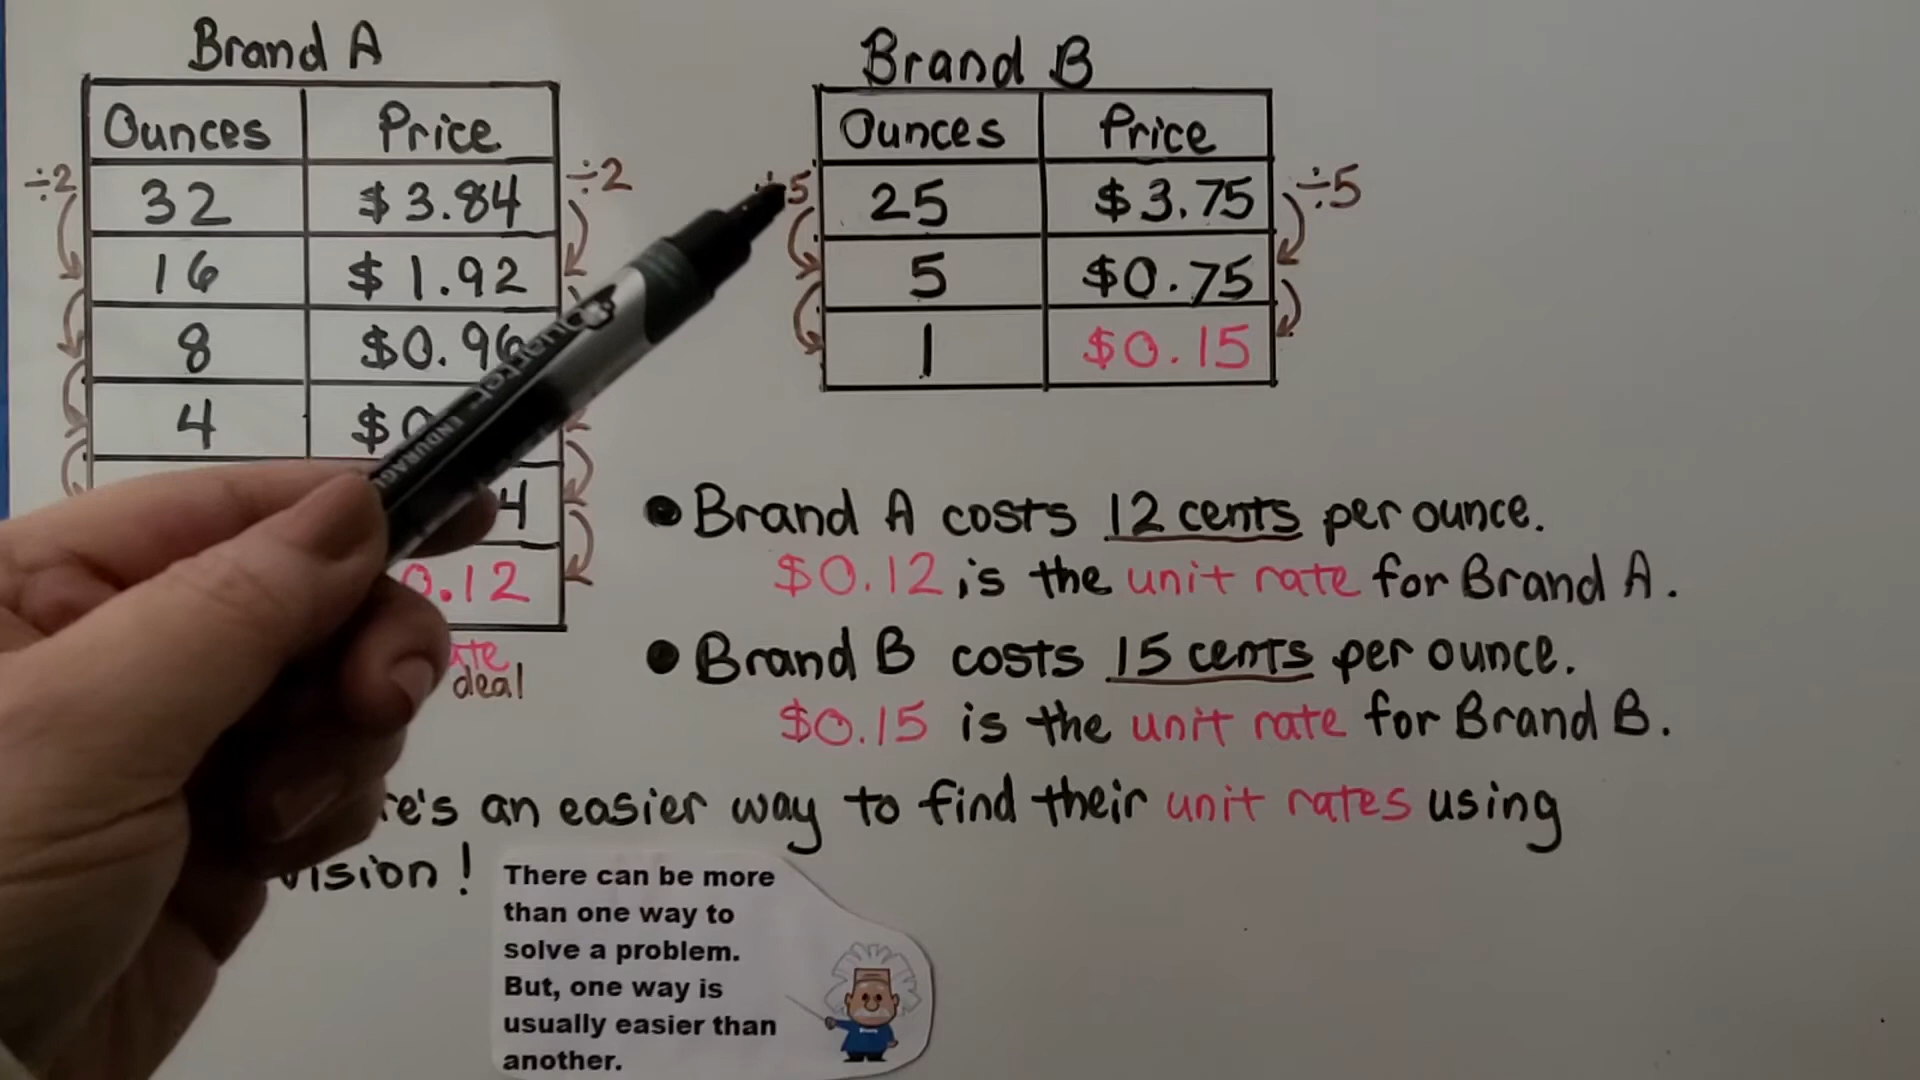 Brand A
Ounces Price
÷2 32 $3.84 ÷2
16 $1.92
8 $0.96
4
4
0.12
deal
Brand B
Ounces Price
÷5 25 $3.75 ÷5
5 $0.75
1 $0.15
• Brand A costs 12 cents per ounce.
$0.12 is the unit rate for Brand A.
• Brand B costs 15 cents per ounce.
$0.15 is the unit rate for Brand B.
an easier way to find their unit rates using
!
There can be more
than one way to
solve a problem.
But, one way is
usually easier than
another.
Quartet ENDURAGLIDE